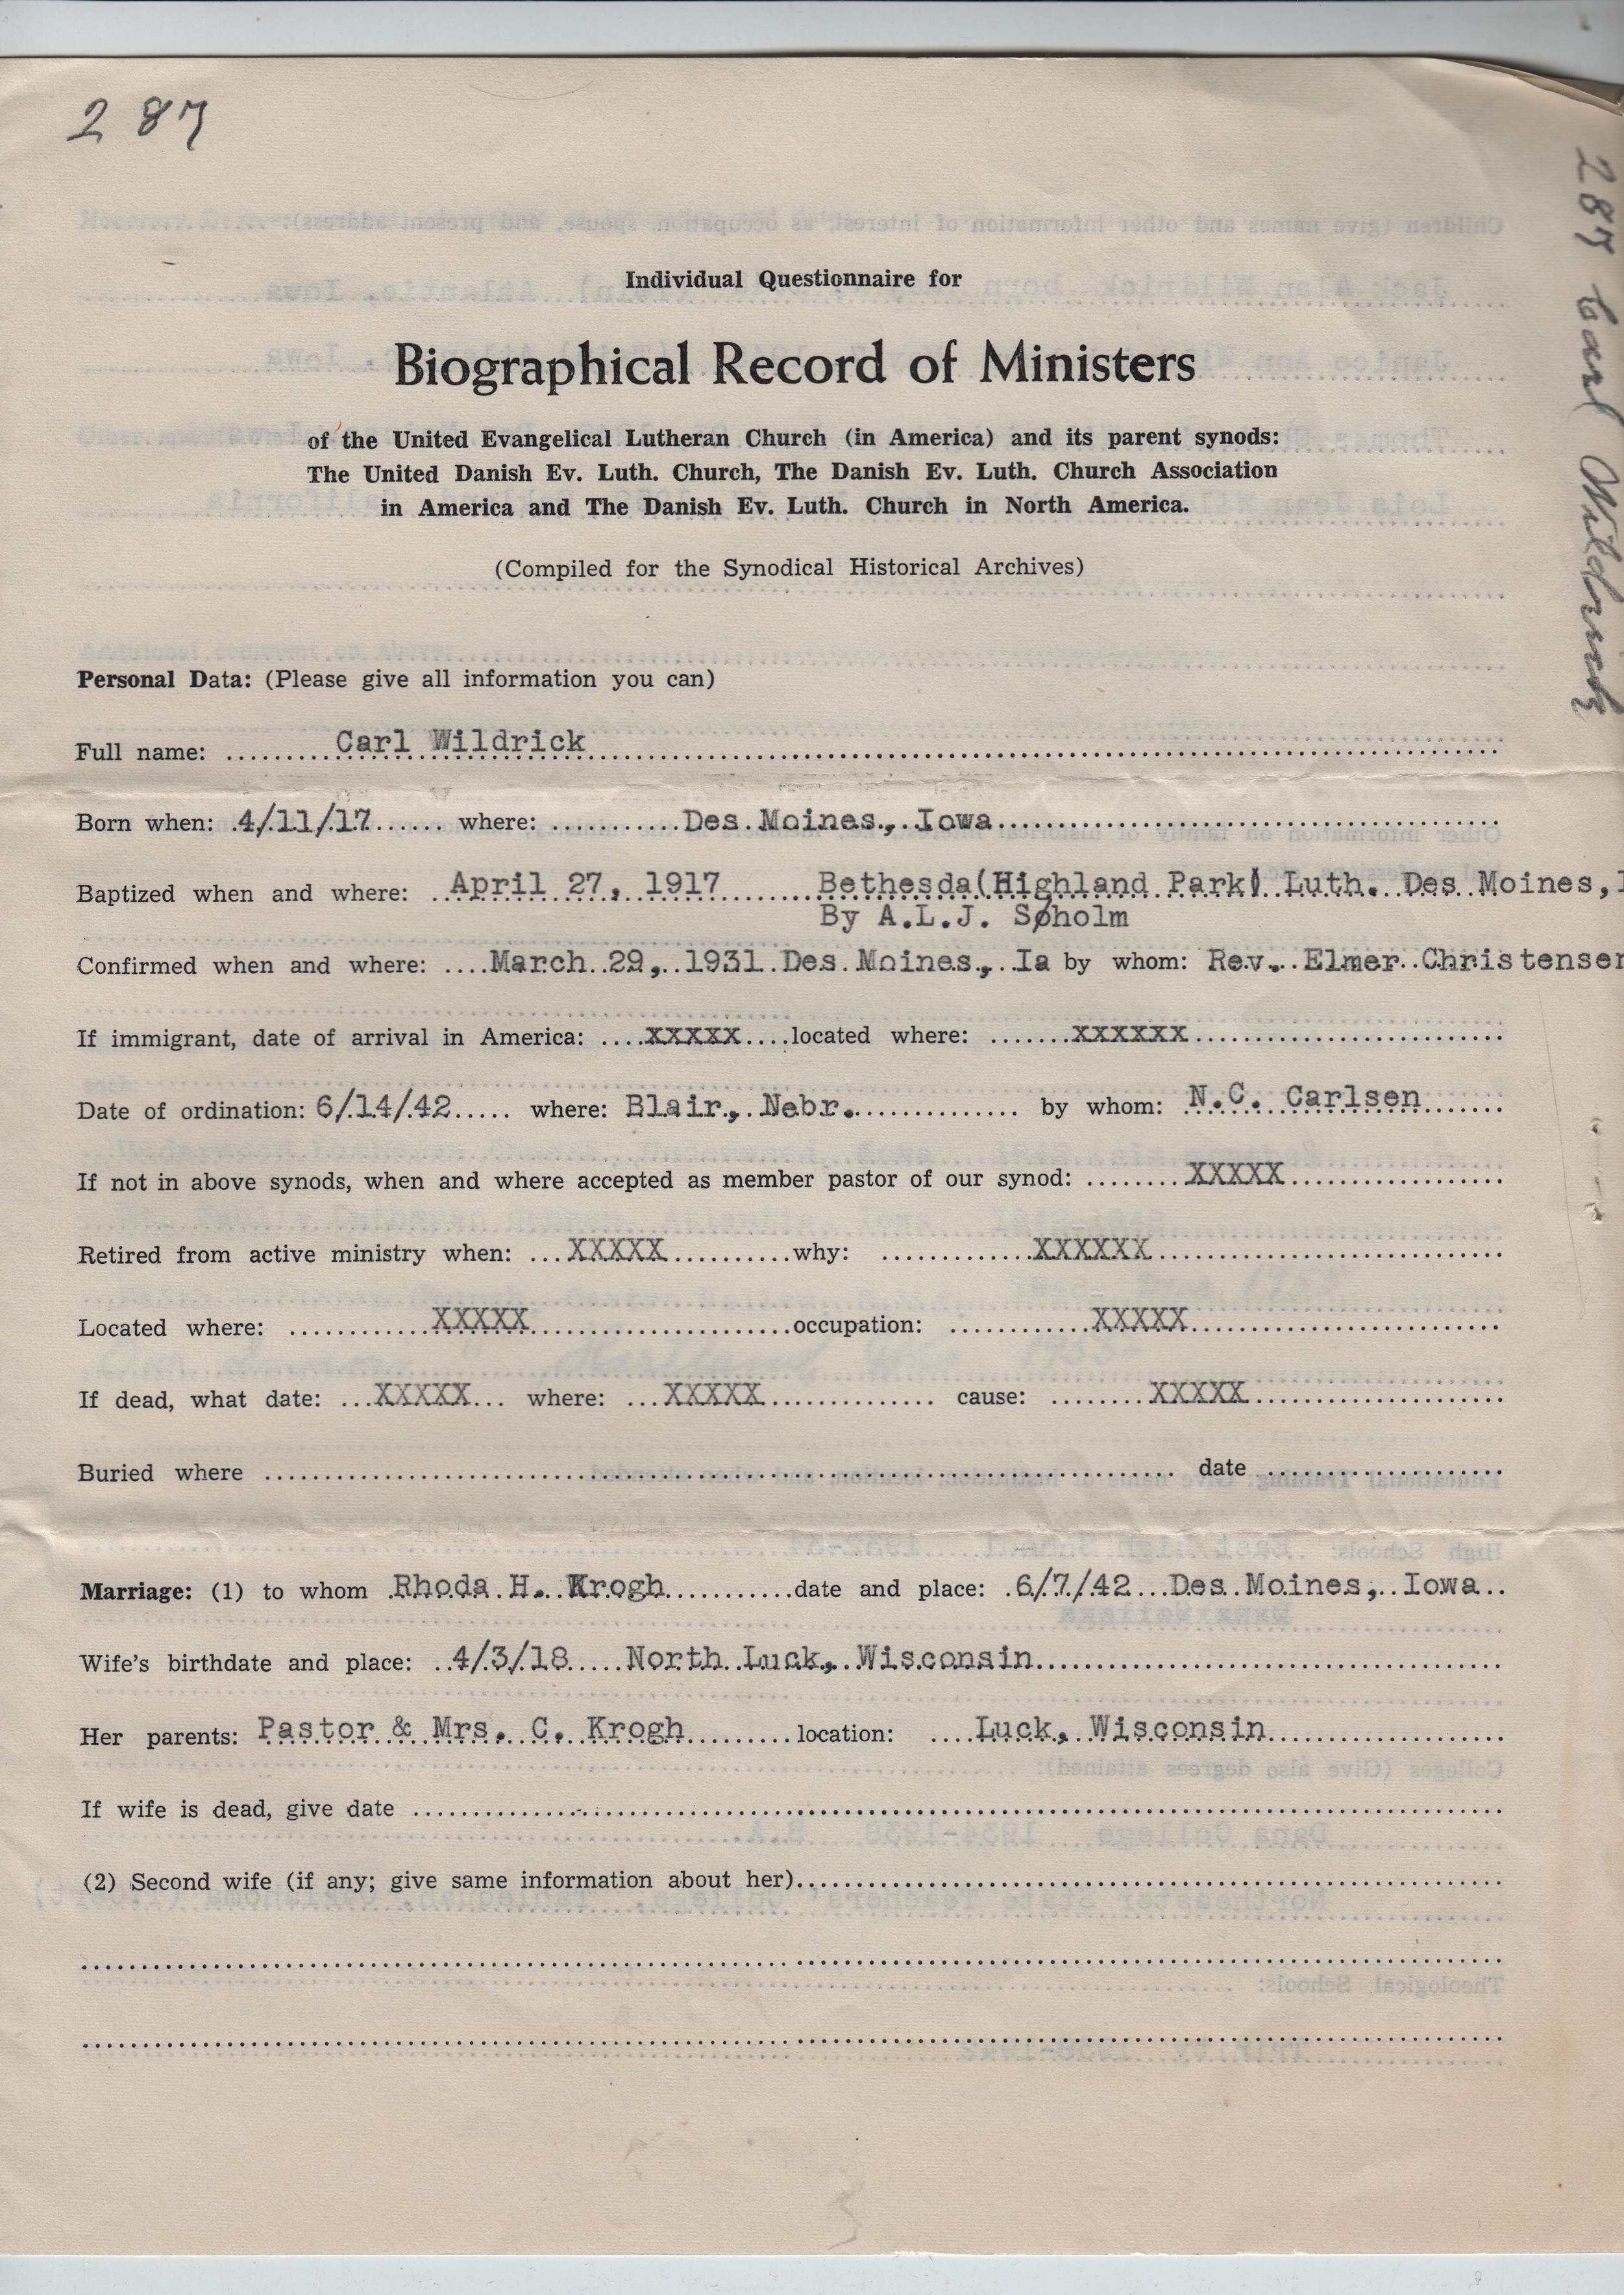 287
287 Carl Wildrick
Individual Questionnaire for
Biographical Record of Ministers
of the United Evangelical Lutheran Church (in America) and its parent synods:
The United Danish Ev. Luth. Church, The Danish Ev. Luth. Church Association
in America and The Danish Ev. Luth. Church in North America.
(Compiled for the Synodical Historical Archives)
Personal Data: (Please give all information you can)
Full name: Carl Wildrick
Born when: 4/11/17 where: Des Moines, Iowa
Baptized when and where: April 27, 1917 Bethesda(Highland Park) Luth. Des Moines,
By A.L.J. Søholm
Confirmed when and where: March 29, 1931 Des Moines, Ia by whom: Rev. Elmer Christensen
If immigrant, date of arrival in America: XXXXX located where: XXXXXX
Date of ordination: 6/14/42 where: Blair, Nebr. by whom: N.C. Carlsen
If not in above synods, when and where accepted as member pastor of our synod: XXXXX
Retired from active ministry when: XXXXX why: XXXXXX
Located where: XXXXX occupation: XXXXX
If dead, what date: XXXXX where: XXXXX cause: XXXXX
Buried where date
Marriage: (1) to whom Rhoda H. Krogh date and place: 6/7/42 Des Moines, Iowa
Wife's birthdate and place: 4/3/18 North Luck, Wisconsin
Her parents: Pastor & Mrs. C. Krogh location: Luck, Wisconsin
If wife is dead, give date
(2) Second wife (if any; give same information about her)